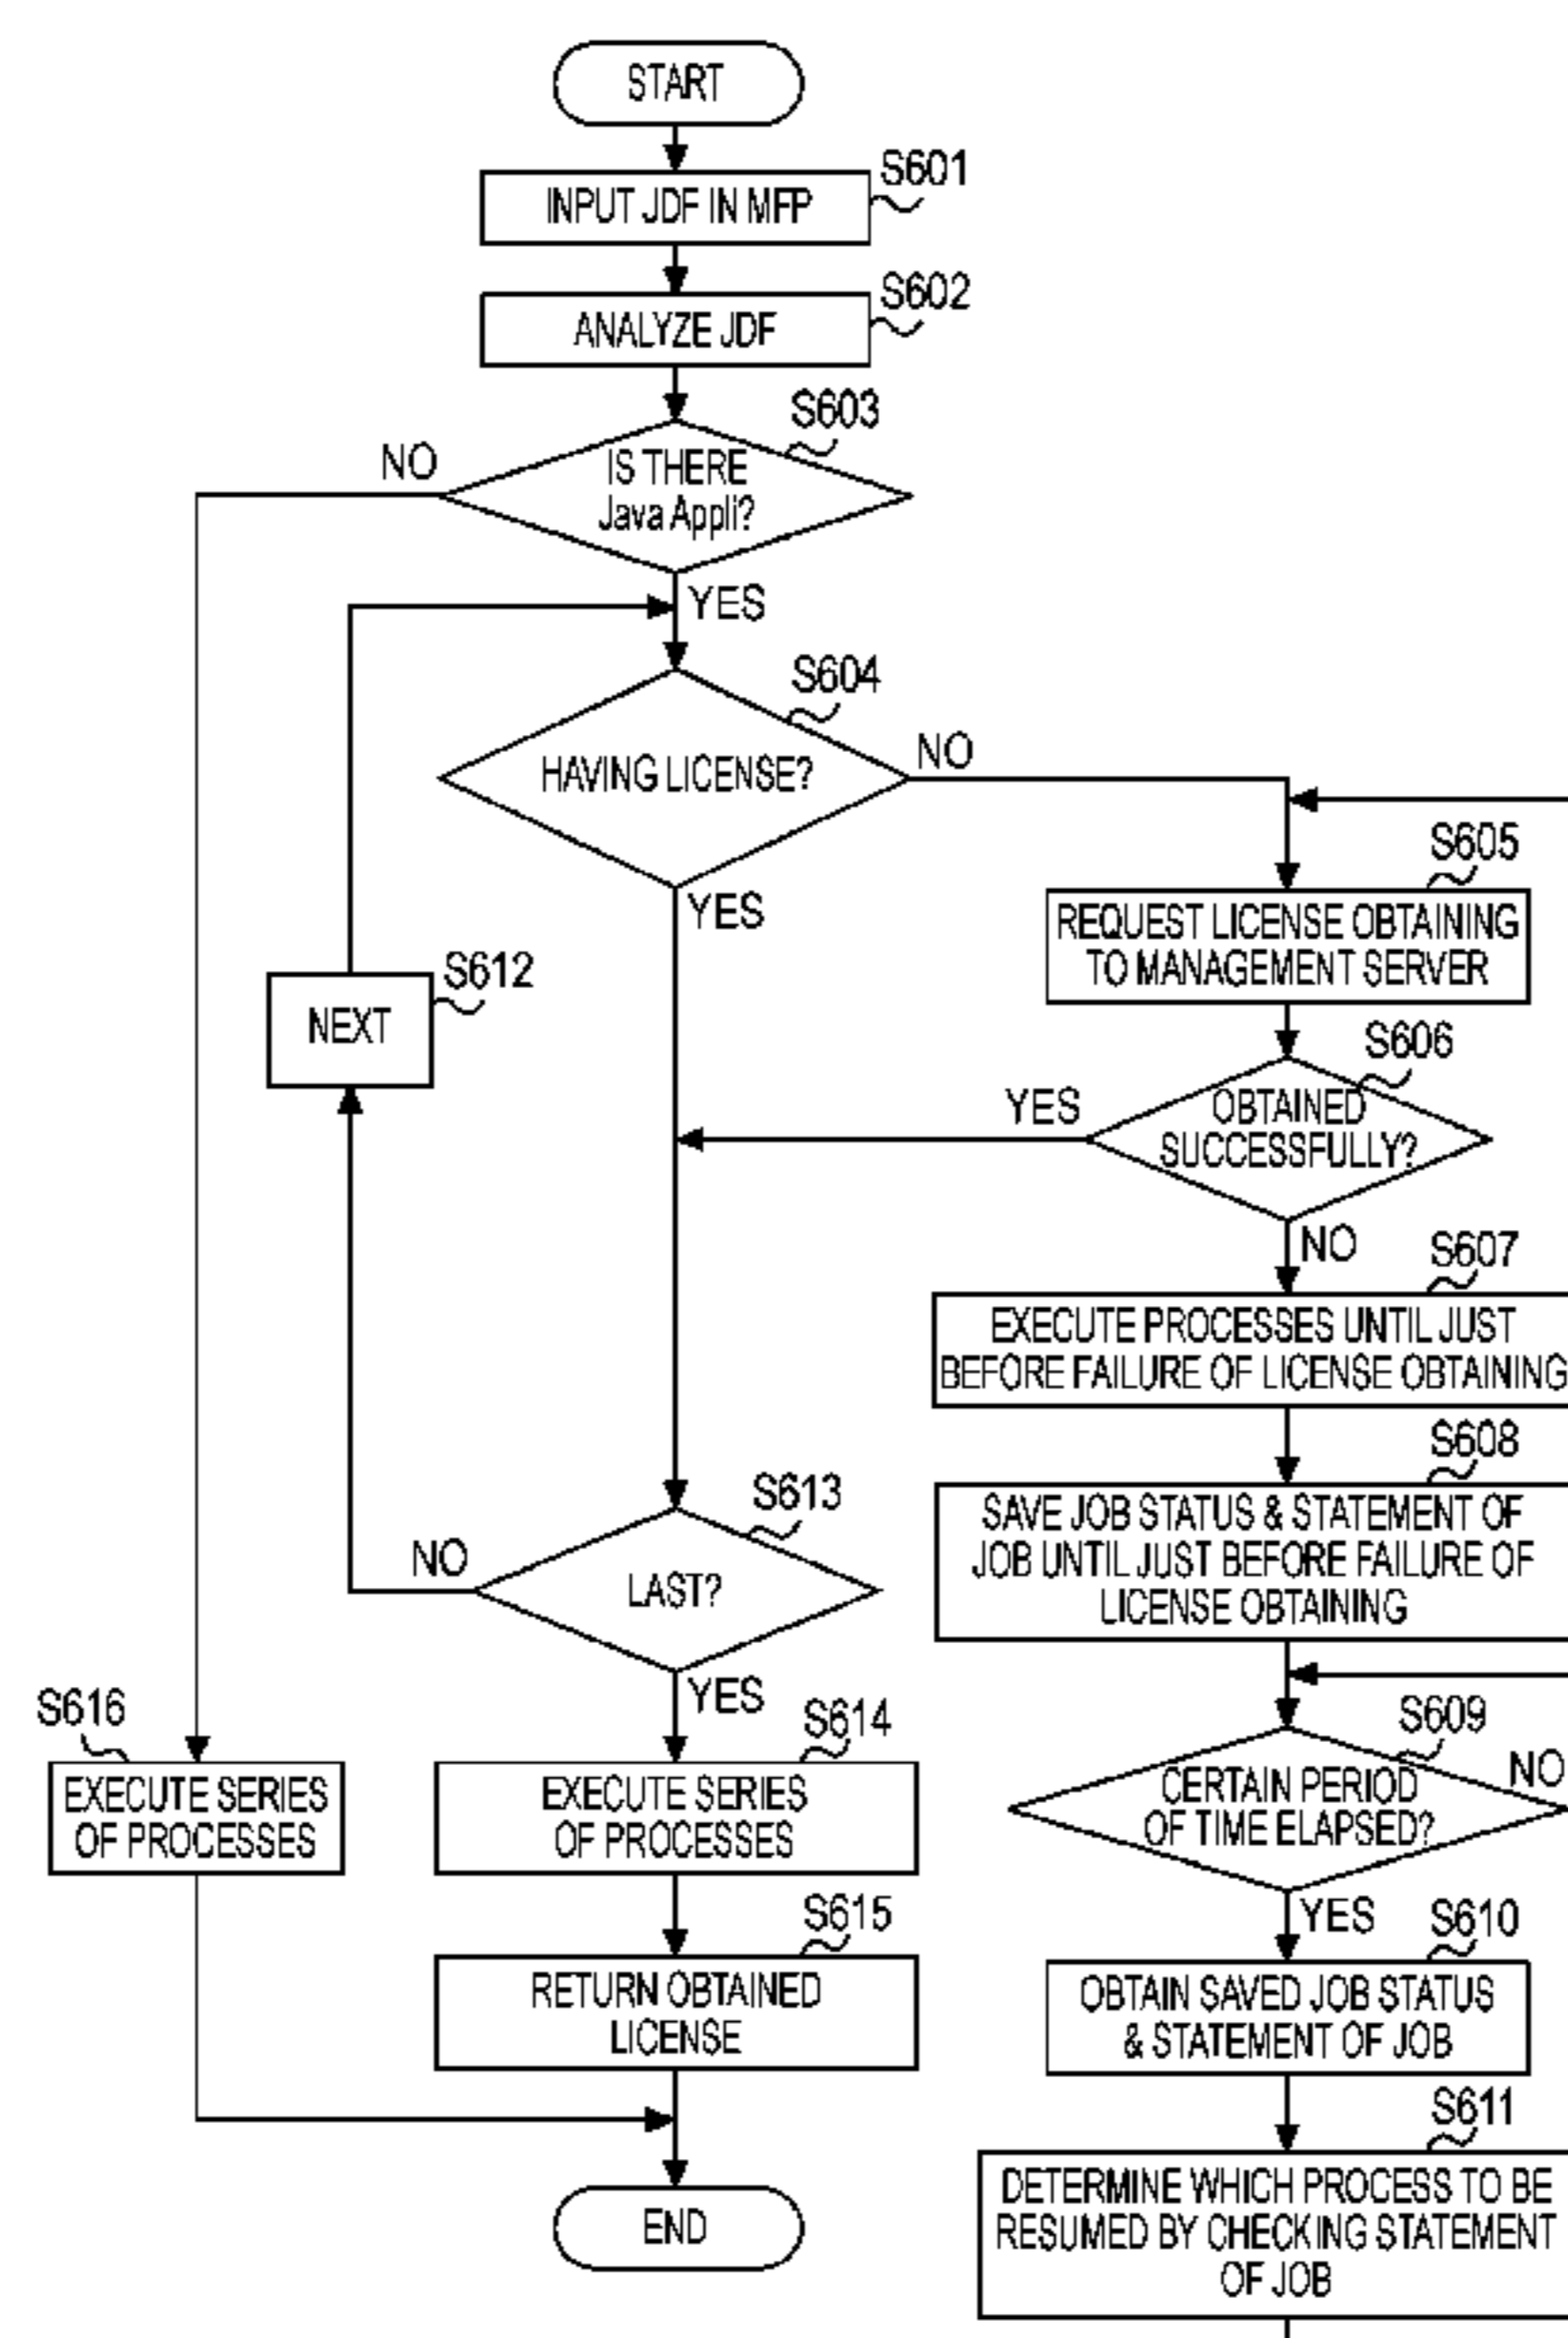 START
S601
INPUT JDF IN MFP
S602
ANALYZE JDF
S603
NO
IS THERE
Java Appli?
YES
S604
HAVING LICENSE?
NO
YES
S605
REQUEST LICENSE OBTAINING
TO MANAGEMENT SERVER
S612
NEXT
S606
OBTAINED
SUCCESSFULLY?
YES
NO
S607
EXECUTE PROCESSES UNTIL JUST
BEFORE FAILURE OF LICENSE OBTAINING
S608
SAVE JOB STATUS & STATEMENT OF
JOB UNTIL JUST BEFORE FAILURE OF
LICENSE OBTAINING
S613
NO
LAST?
YES
S609
CERTAIN PERIOD
OF TIME ELAPSED?
NO
YES
S616
EXECUTE SERIES
OF PROCESSES
S614
EXECUTE SERIES
OF PROCESSES
S615
RETURN OBTAINED
LICENSE
S610
OBTAIN SAVED JOB STATUS
& STATEMENT OF JOB
S611
DETERMINE WHICH PROCESS TO BE
RESUMED BY CHECKING STATEMENT
OF JOB
END